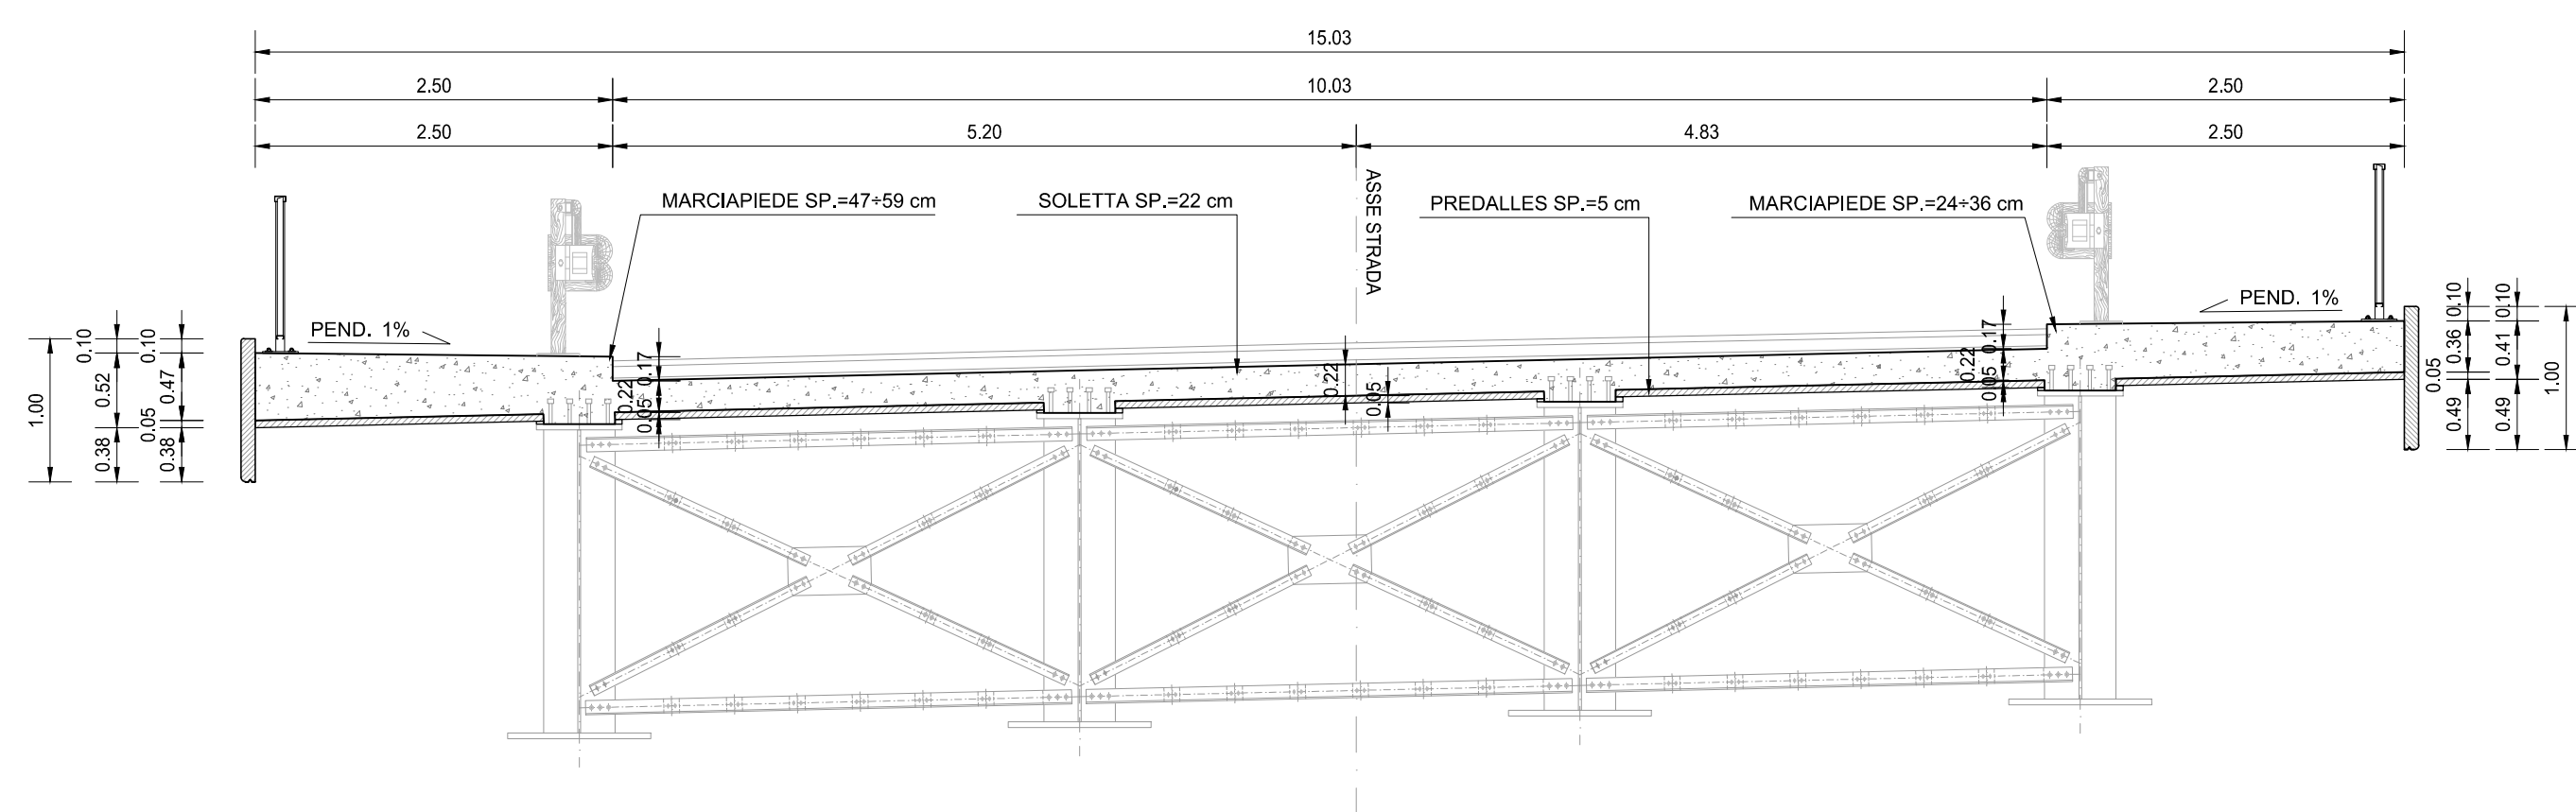 15.03
2.50 10.03 2.50
2.50 5.20 4.83 2.50
MARCIAPIEDE SP.=47÷59 cm
SOLETTA SP.=22 cm
ASSE STRADA
PREDALLES SP.=5 cm
MARCIAPIEDE SP.=24÷36 cm
PEND. 1%
PEND. 1%
1.00
0.10 0.52 0.38
0.10 0.47 0.05 0.38
0.17 0.22 0.05
0.22 0.05
0.17 0.22 0.05
0.10 0.36 0.05 0.49
0.10 0.41 0.49
1.00